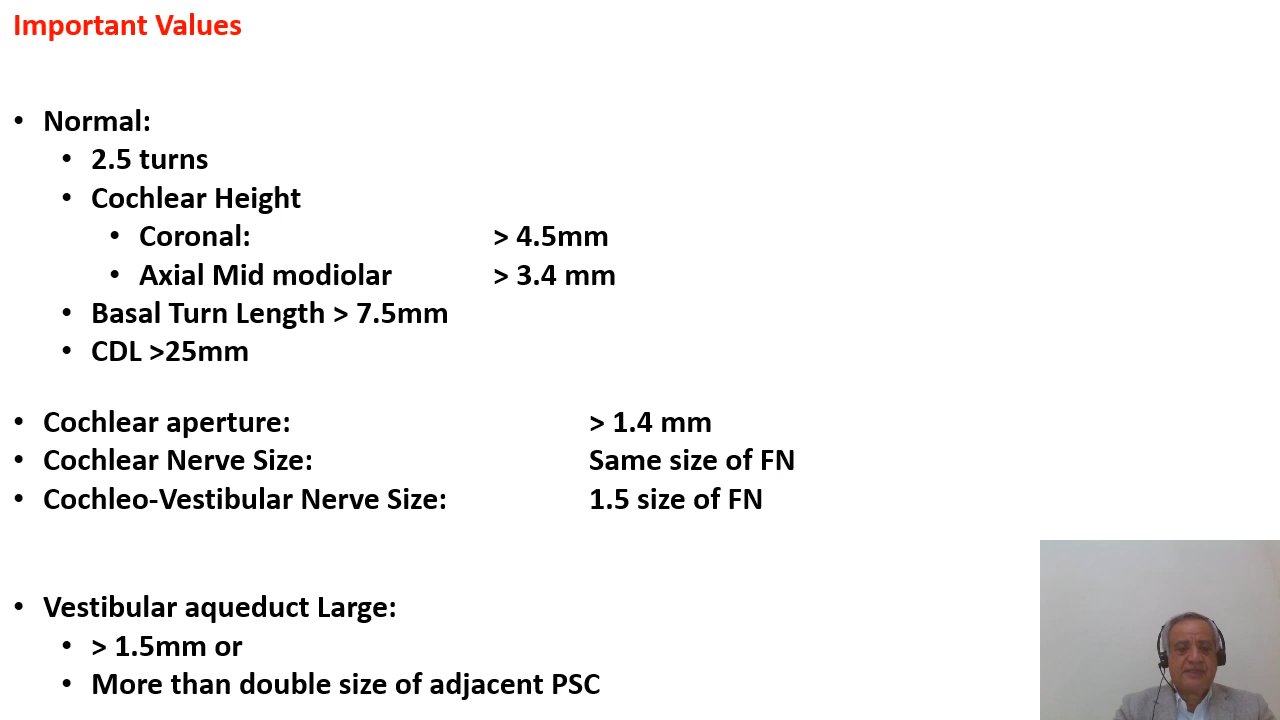 Important Values
• Normal:
• 2.5 turns
• Cochlear Height
• Coronal: > 4.5mm
• Axial Mid modiolar > 3.4 mm
• Basal Turn Length > 7.5mm
• CDL >25mm
• Cochlear aperture: > 1.4 mm
• Cochlear Nerve Size: Same size of FN
• Cochleo-Vestibular Nerve Size: 1.5 size of FN
• Vestibular aqueduct Large:
• > 1.5mm or
• More than double size of adjacent PSC